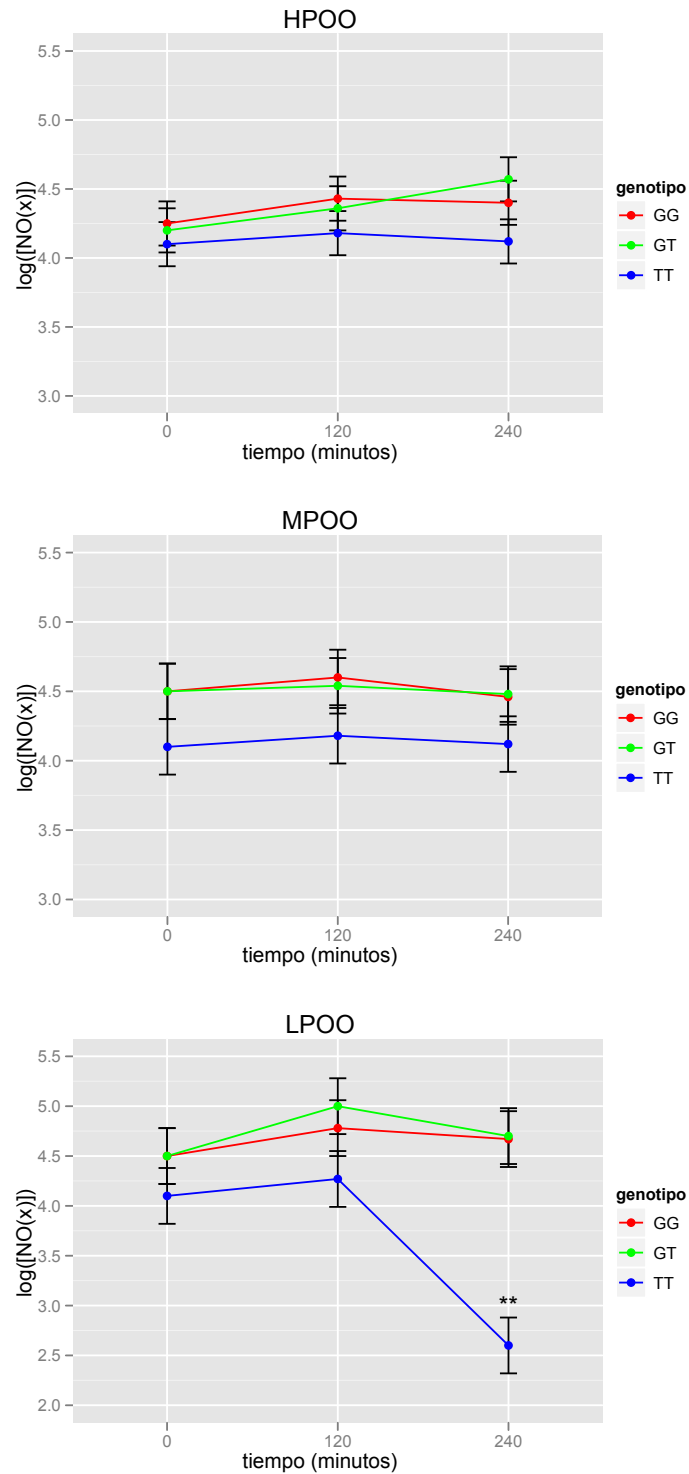 HPOO
5.5
5.0
4.5
4.0
3.5
3.0
log([NO(x)])
0 120 240
tiempo (minutos)
genotipo
GG
GT
TT
MPOO
5.5
5.0
4.5
4.0
3.5
3.0
log([NO(x)])
0 120 240
tiempo (minutos)
genotipo
GG
GT
TT
LPOO
5.5
5.0
4.5
4.0
3.5
3.0
2.5
2.0
log([NO(x)])
**
0 120 240
tiempo (minutos)
genotipo
GG
GT
TT